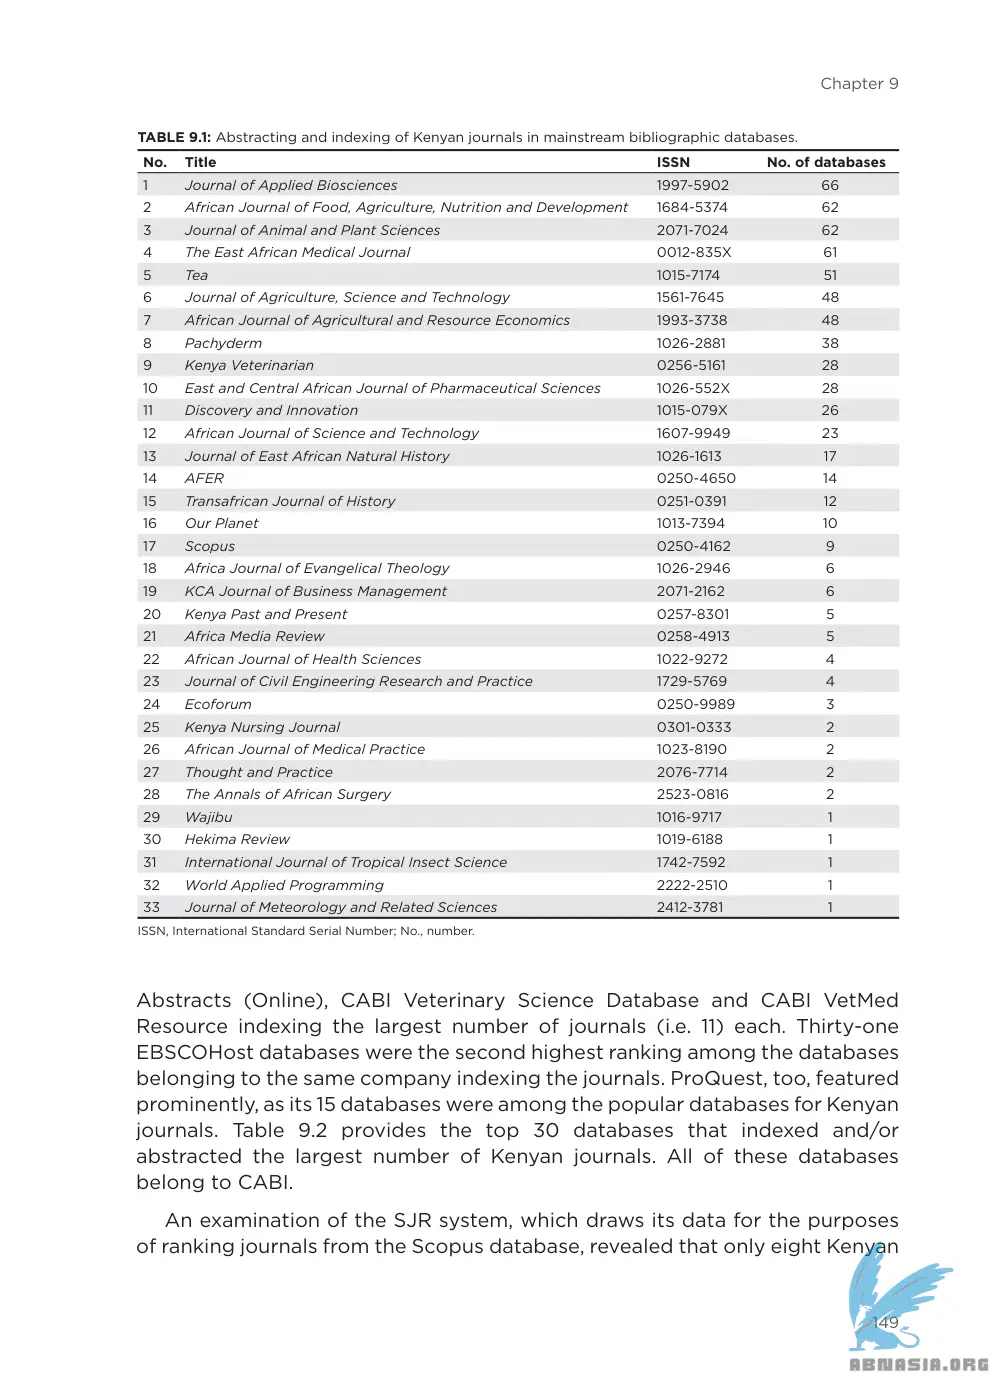 Chapter 9
TABLE 9.1: Abstracting and indexing of Kenyan journals in mainstream bibliographic databases.
No. Title ISSN No. of databases
1 Journal of Applied Biosciences 1997-5902 66
2 African Journal of Food, Agriculture, Nutrition and Development 1684-5374 62
3 Journal of Animal and Plant Sciences 2071-7024 62
4 The East African Medical Journal 0012-835X 61
5 Tea 1015-7174 51
6 Journal of Agriculture, Science and Technology 1561-7645 48
7 African Journal of Agricultural and Resource Economics 1993-3738 48
8 Pachyderm 1026-2881 38
9 Kenya Veterinarian 0256-5161 28
10 East and Central African Journal of Pharmaceutical Sciences 1026-552X 28
11 Discovery and Innovation 1015-079X 26
12 African Journal of Science and Technology 1607-9949 23
13 Journal of East African Natural History 1026-1613 17
14 AFER 0250-4650 14
15 Transafrican Journal of History 0251-0391 12
16 Our Planet 1013-7394 10
17 Scopus 0250-4162 9
18 Africa Journal of Evangelical Theology 1026-2946 6
19 KCA Journal of Business Management 2071-2162 6
20 Kenya Past and Present 0257-8301 5
21 Africa Media Review 0258-4913 5
22 African Journal of Health Sciences 1022-9272 4
23 Journal of Civil Engineering Research and Practice 1729-5769 4
24 Ecoforum 0250-9989 3
25 Kenya Nursing Journal 0301-0333 2
26 African Journal of Medical Practice 1023-8190 2
27 Thought and Practice 2076-7714 2
28 The Annals of African Surgery 2523-0816 2
29 Wajibu 1016-9717 1
30 Hekima Review 1019-6188 1
31 International Journal of Tropical Insect Science 1742-7592 1
32 World Applied Programming 2222-2510 1
33 Journal of Meteorology and Related Sciences 2412-3781 1
ISSN, International Standard Serial Number; No., number.
Abstracts (Online), CABI Veterinary Science Database and CABI VetMed
Resource indexing the largest number of journals (i.e. 11) each. Thirty-one
EBSCOHost databases were the second highest ranking among the databases
belonging to the same company indexing the journals. ProQuest, too, featured
prominently, as its 15 databases were among the popular databases for Kenyan
journals. Table 9.2 provides the top 30 databases that indexed and/or
abstracted the largest number of Kenyan journals. All of these databases
belong to CABI.
An examination of the SJR system, which draws its data for the purposes
of ranking journals from the Scopus database, revealed that only eight Kenyan
149
ABNASIA.ORG